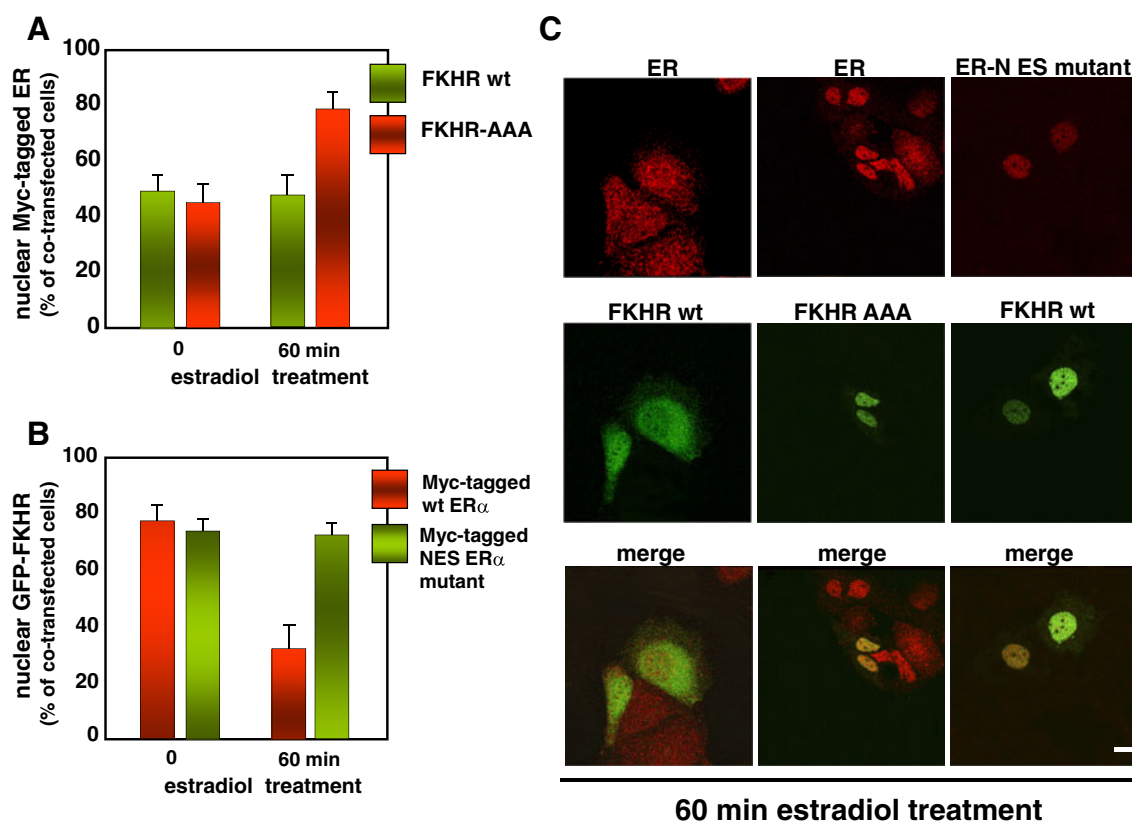 A
nuclear Myc-tagged ER
(% of co-transfected cells)
100
80
60
40
20
0
0
60 min
estradiol treatment
FKHR wt
FKHR-AAA
B
nuclear GFP-FKHR
(% of co-transfected cells)
100
80
60
40
20
0
0
60 min
estradiol treatment
Myc-tagged
wt ERα
Myc-tagged
NES ERα
mutant
C
ER
ER
ER-N ES mutant
FKHR wt
FKHR AAA
FKHR wt
merge
merge
merge
60 min estradiol treatment